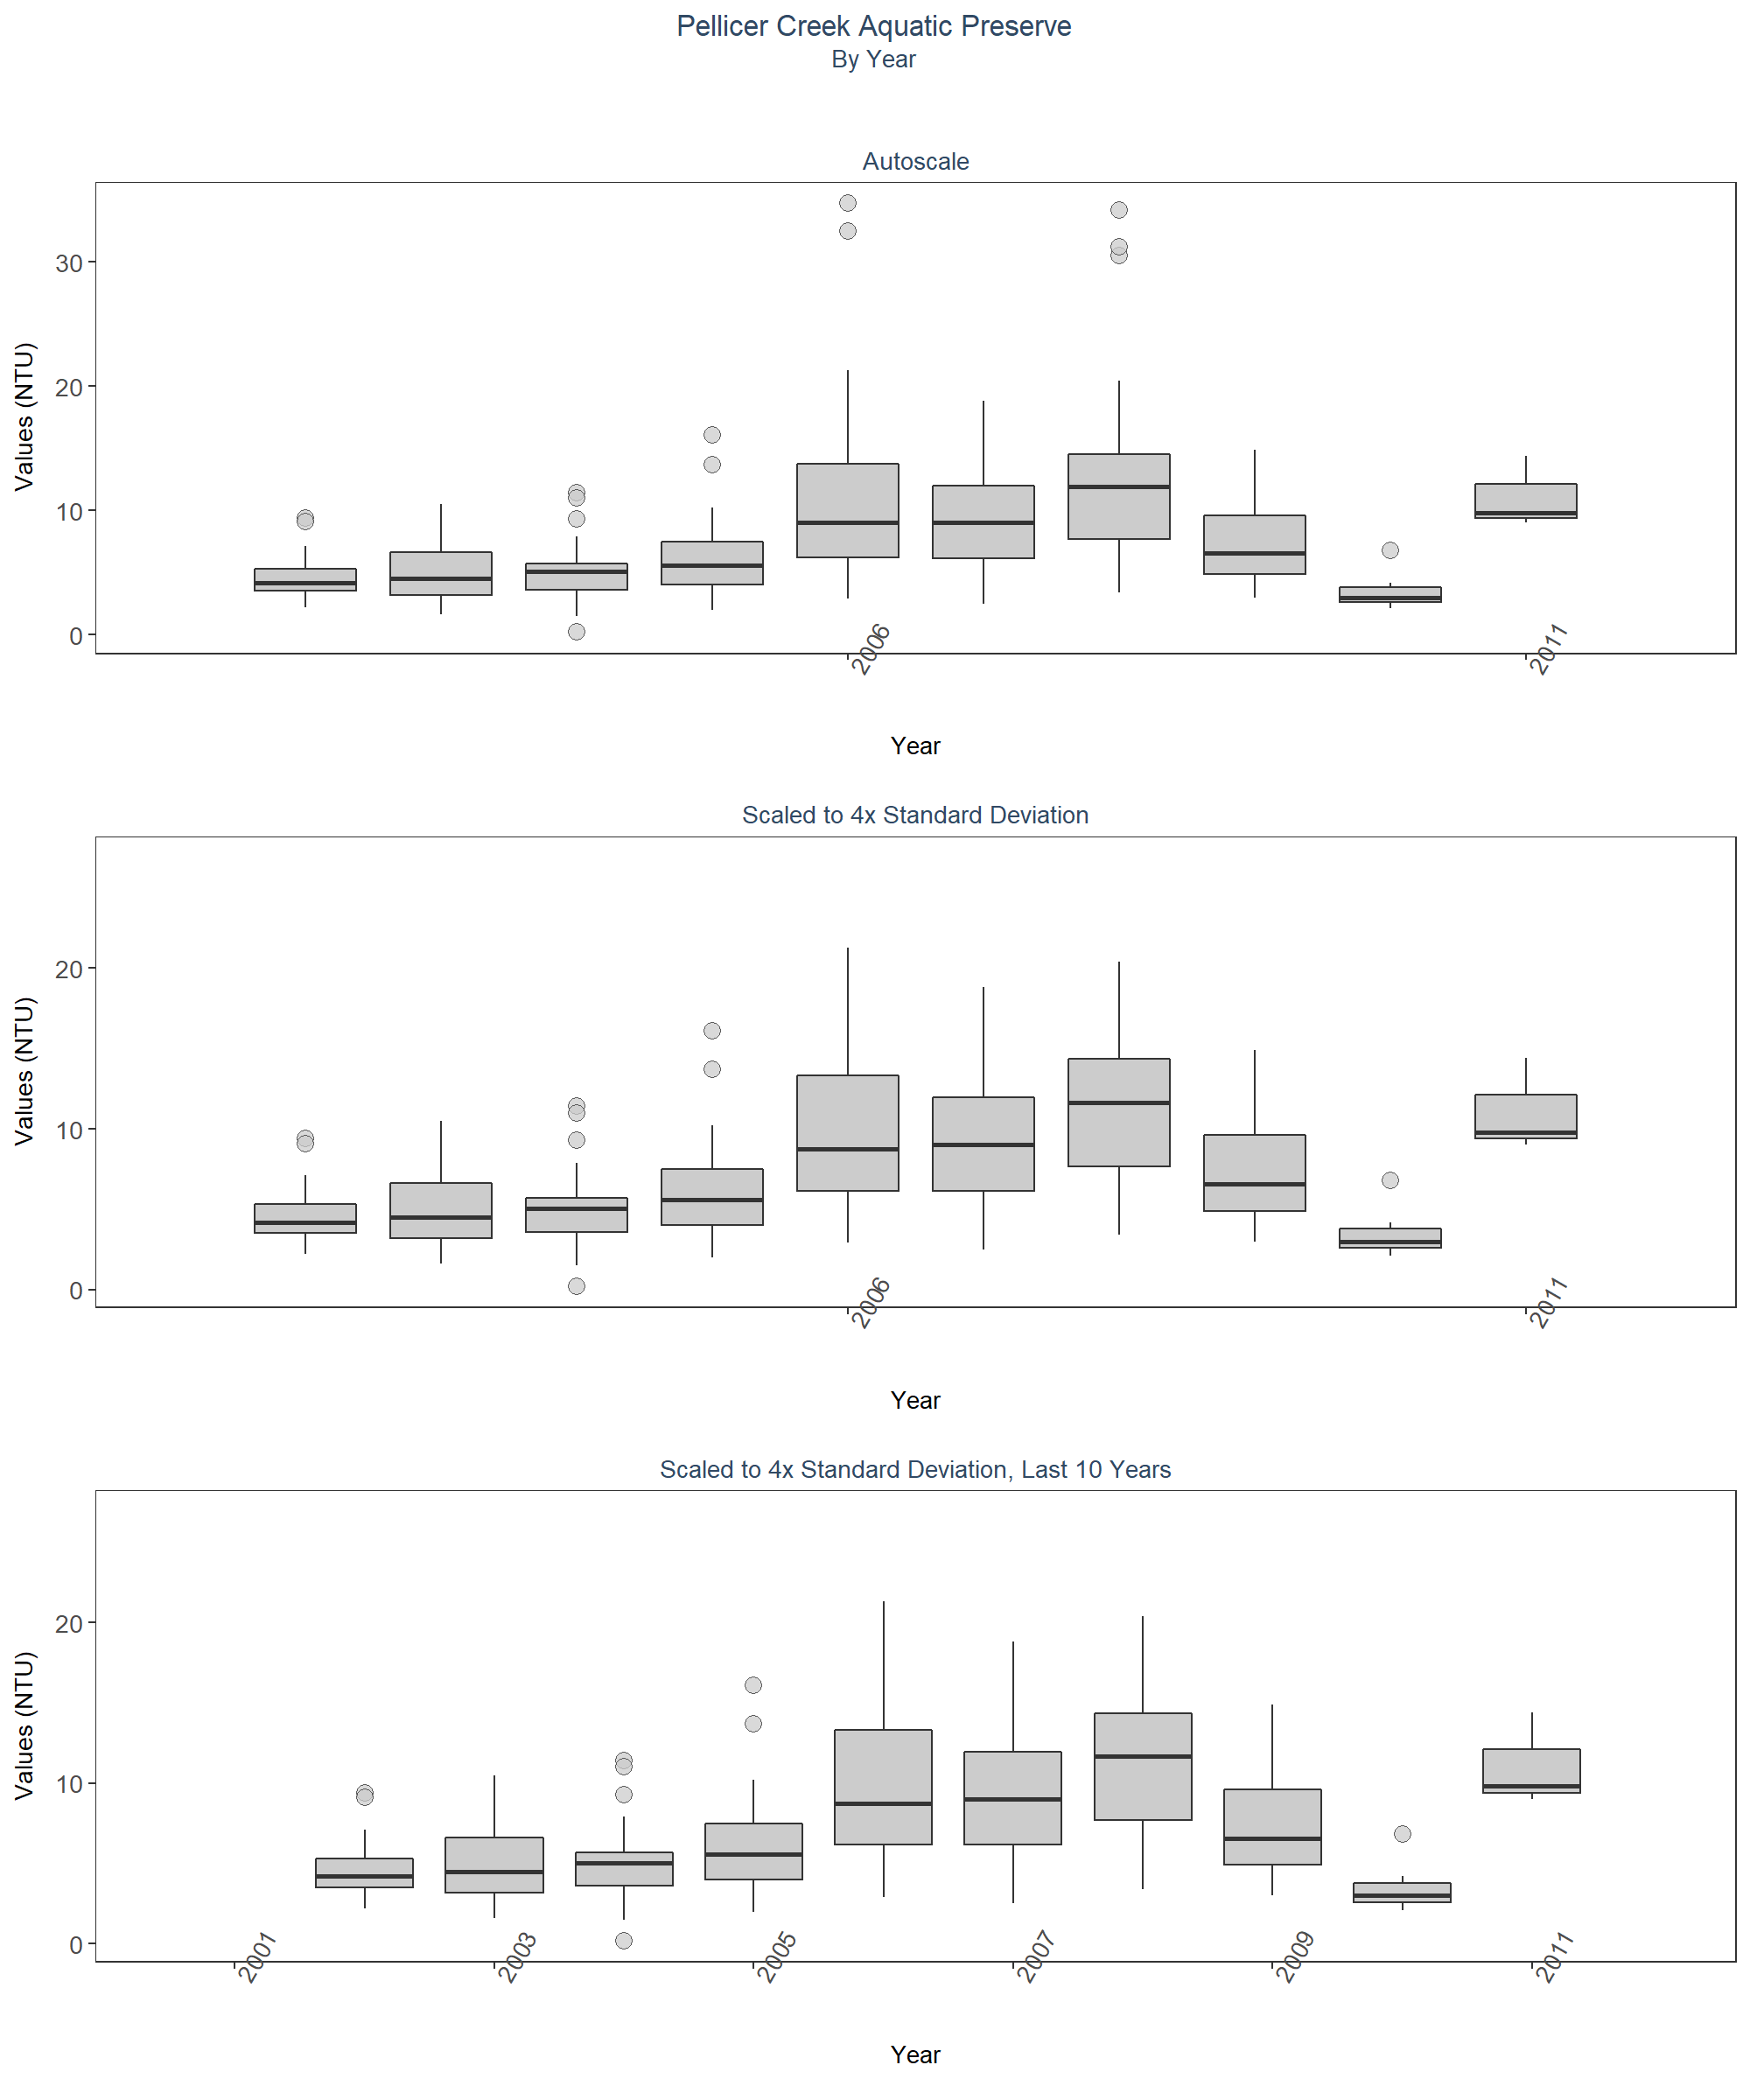 Pellicer Creek Aquatic Preserve
By Year
Autoscale
Values (NTU)
30
20
10
0
2006 2011
Year
Scaled to 4x Standard Deviation
Values (NTU)
20
10
0
2006 2011
Year
Scaled to 4x Standard Deviation, Last 10 Years
Values (NTU)
20
10
0
2001 2003 2005 2007 2009 2011
Year